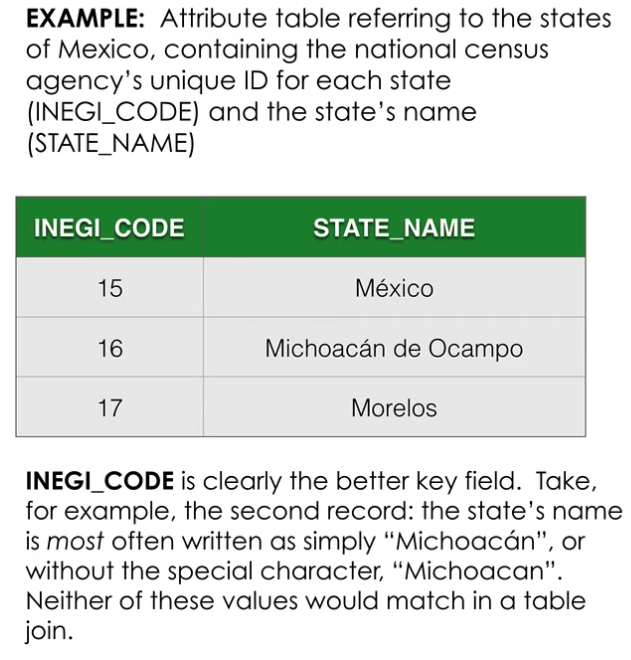 EXAMPLE: Attribute table referring to the states
of Mexico, containing the national census
agency’s unique ID for each state
(INEGI_CODE) and the state’s name
(STATE_NAME)
INEGI_CODE STATE_NAME
15 México
16 Michoacán de Ocampo
17 Morelos
INEGI_CODE is clearly the better key field. Take,
for example, the second record: the state’s name
is most often written as simply “Michoacán”, or
without the special character, “Michoacan”.
Neither of these values would match in a table
join.